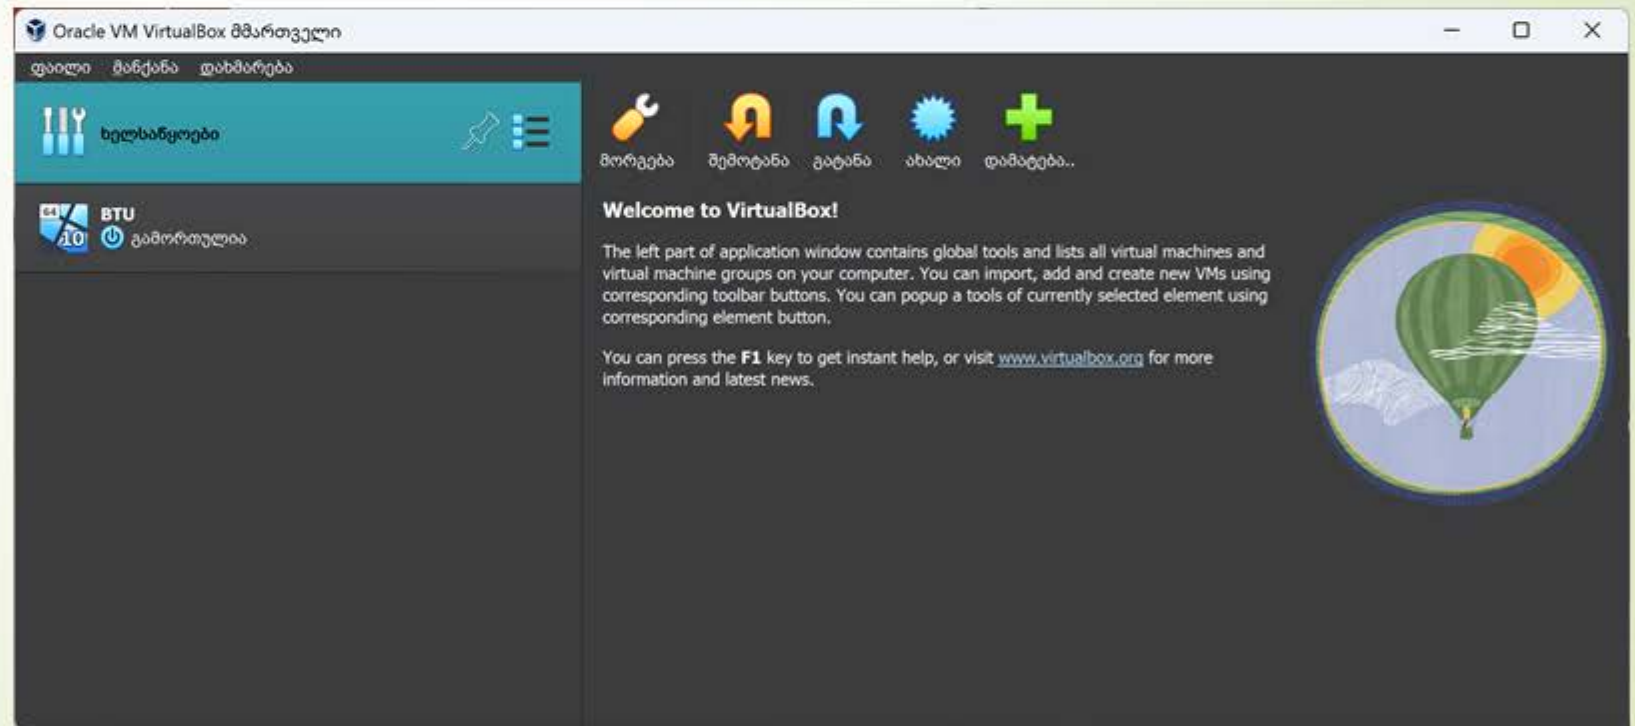 Oracle VM VirtualBox მმართველი
ფაილი მანქანა დახმარება
ხელსაწყოები
64
10
BTU
გამორთულია
მორგება შემოტანა გატანა ახალი დამატება..
Welcome to VirtualBox!
The left part of application window contains global tools and lists all virtual machines and
virtual machine groups on your computer. You can import, add and create new VMs using
corresponding toolbar buttons. You can popup a tools of currently selected element using
corresponding element button.
You can press the F1 key to get instant help, or visit www.virtualbox.org for more
information and latest news.